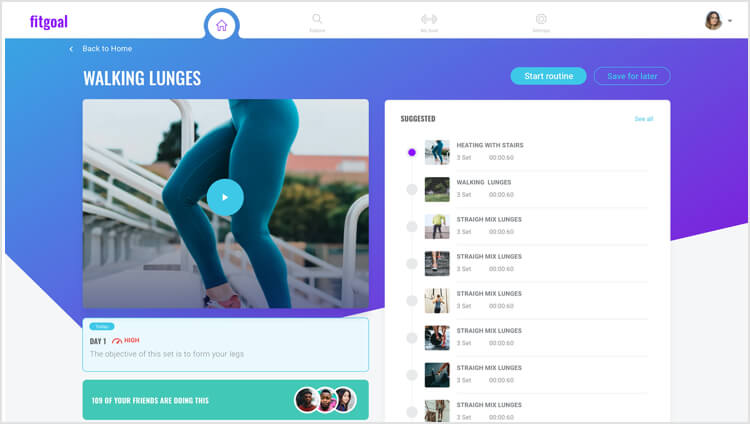 fitgoal
Explore
My Goal
Settings
Back to Home
WALKING LUNGES
Start routine
Save for later
SUGGESTED
See all
HEATING WITH STAIRS
3 Set 00:00:60
WALKING LUNGES
3 Set 00:00:60
STRAIGH MIX LUNGES
3 Set 00:00:60
STRAIGH MIX LUNGES
3 Set 00:00:60
STRAIGH MIX LUNGES
3 Set 00:00:60
STRAIGH MIX LUNGES
3 Set 00:00:60
STRAIGH MIX LUNGES
3 Set 00:00:60
STRAIGH MIX LUNGES
3 Set 00:00:60
Today
DAY 1 HIGH
The objective of this set is to form your legs
109 OF YOUR FRIENDS ARE DOING THIS